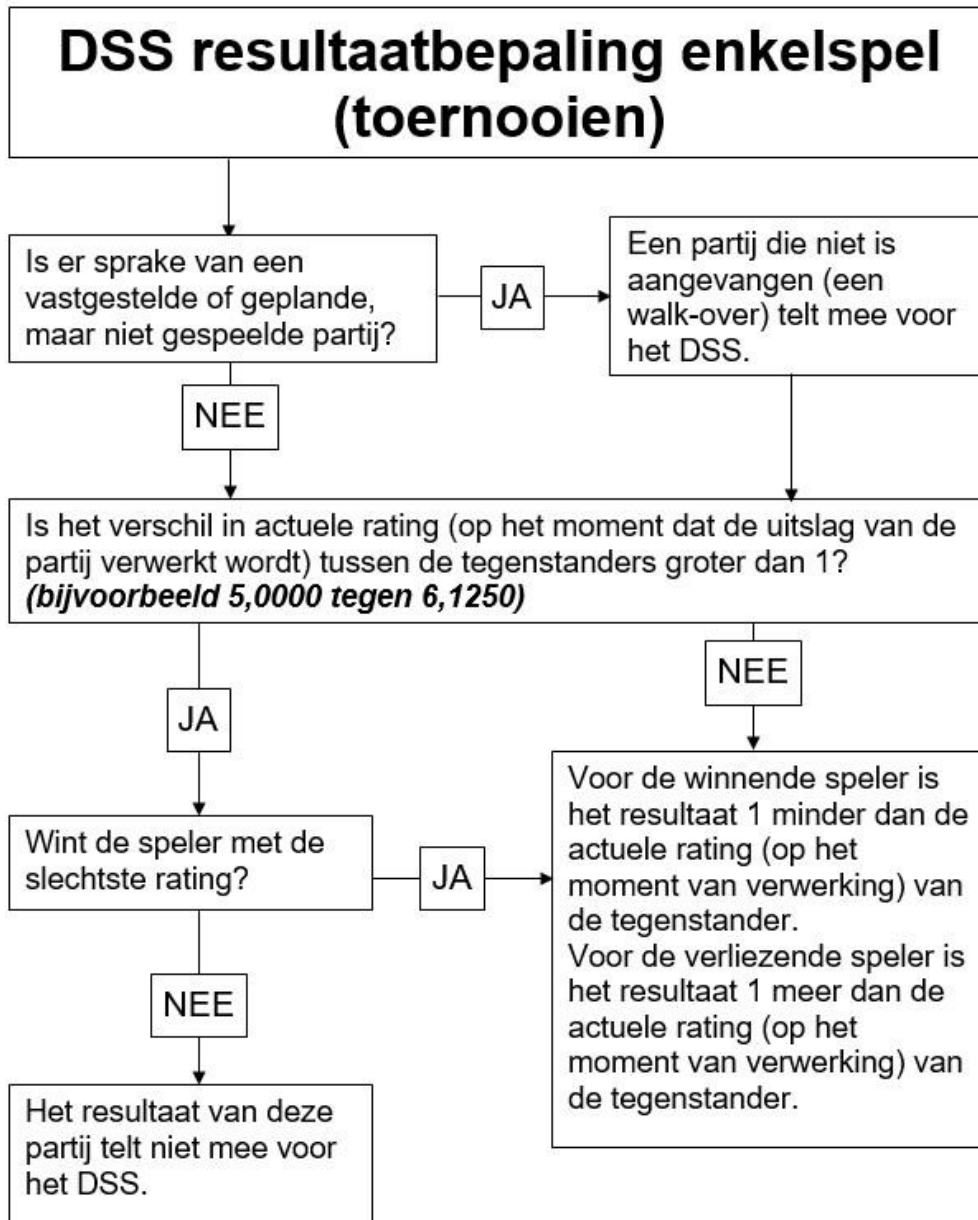 DSS resultaatbepaling enkelspel
(toernooien)
Is er sprake van een
vastgestelde of geplande,
maar niet gespeelde partij?
JA
Een partij die niet is
aangevangen (een
walk-over) telt mee voor
het DSS.
NEE
Is het verschil in actuele rating (op het moment dat de uitslag van de
partij verwerkt wordt) tussen de tegenstanders groter dan 1?
(bijvoorbeeld 5,0000 tegen 6,1250)
JA
NEE
Wint de speler met de
slechtste rating?
JA
Voor de winnende speler is
het resultaat 1 minder dan de
actuele rating (op het
moment van verwerking) van
de tegenstander.
Voor de verliezende speler is
het resultaat 1 meer dan de
actuele rating (op het
moment van verwerking) van
de tegenstander.
NEE
Het resultaat van deze
partij telt niet mee voor
het DSS.